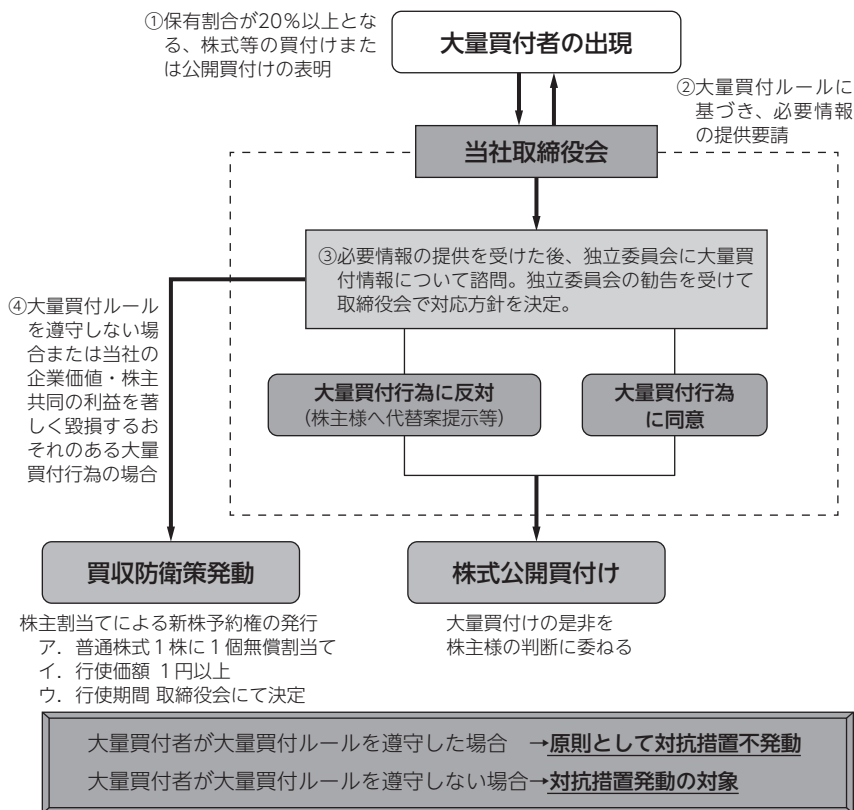 ①保有割合が20％以上とな
る、株式等の買付けまた
は公開買付けの表明
大量買付者の出現
②大量買付ルールに
基づき、必要情報
の提供要請
当社取締役会
③必要情報の提供を受けた後、独立委員会に大量買
付情報について諮問。独立委員会の勧告を受けて
取締役会で対応方針を決定。
④大量買付ルール
を遵守しない場
合または当社の
企業価値・株主
共同の利益を著
しく毀損するお
それのある大量
買付行為の場合
大量買付行為に反対
（株主様へ代替案提示等）
大量買付行為
に同意
買収防衛策発動
株主割当てによる新株予約権の発行
ア．普通株式１株に１個無償割当て
イ．行使価額 １円以上
ウ．行使期間 取締役会にて決定
株式公開買付け
大量買付けの是非を
株主様の判断に委ねる
大量買付者が大量買付ルールを遵守した場合　→原則として対抗措置不発動
大量買付者が大量買付ルールを遵守しない場合→対抗措置発動の対象